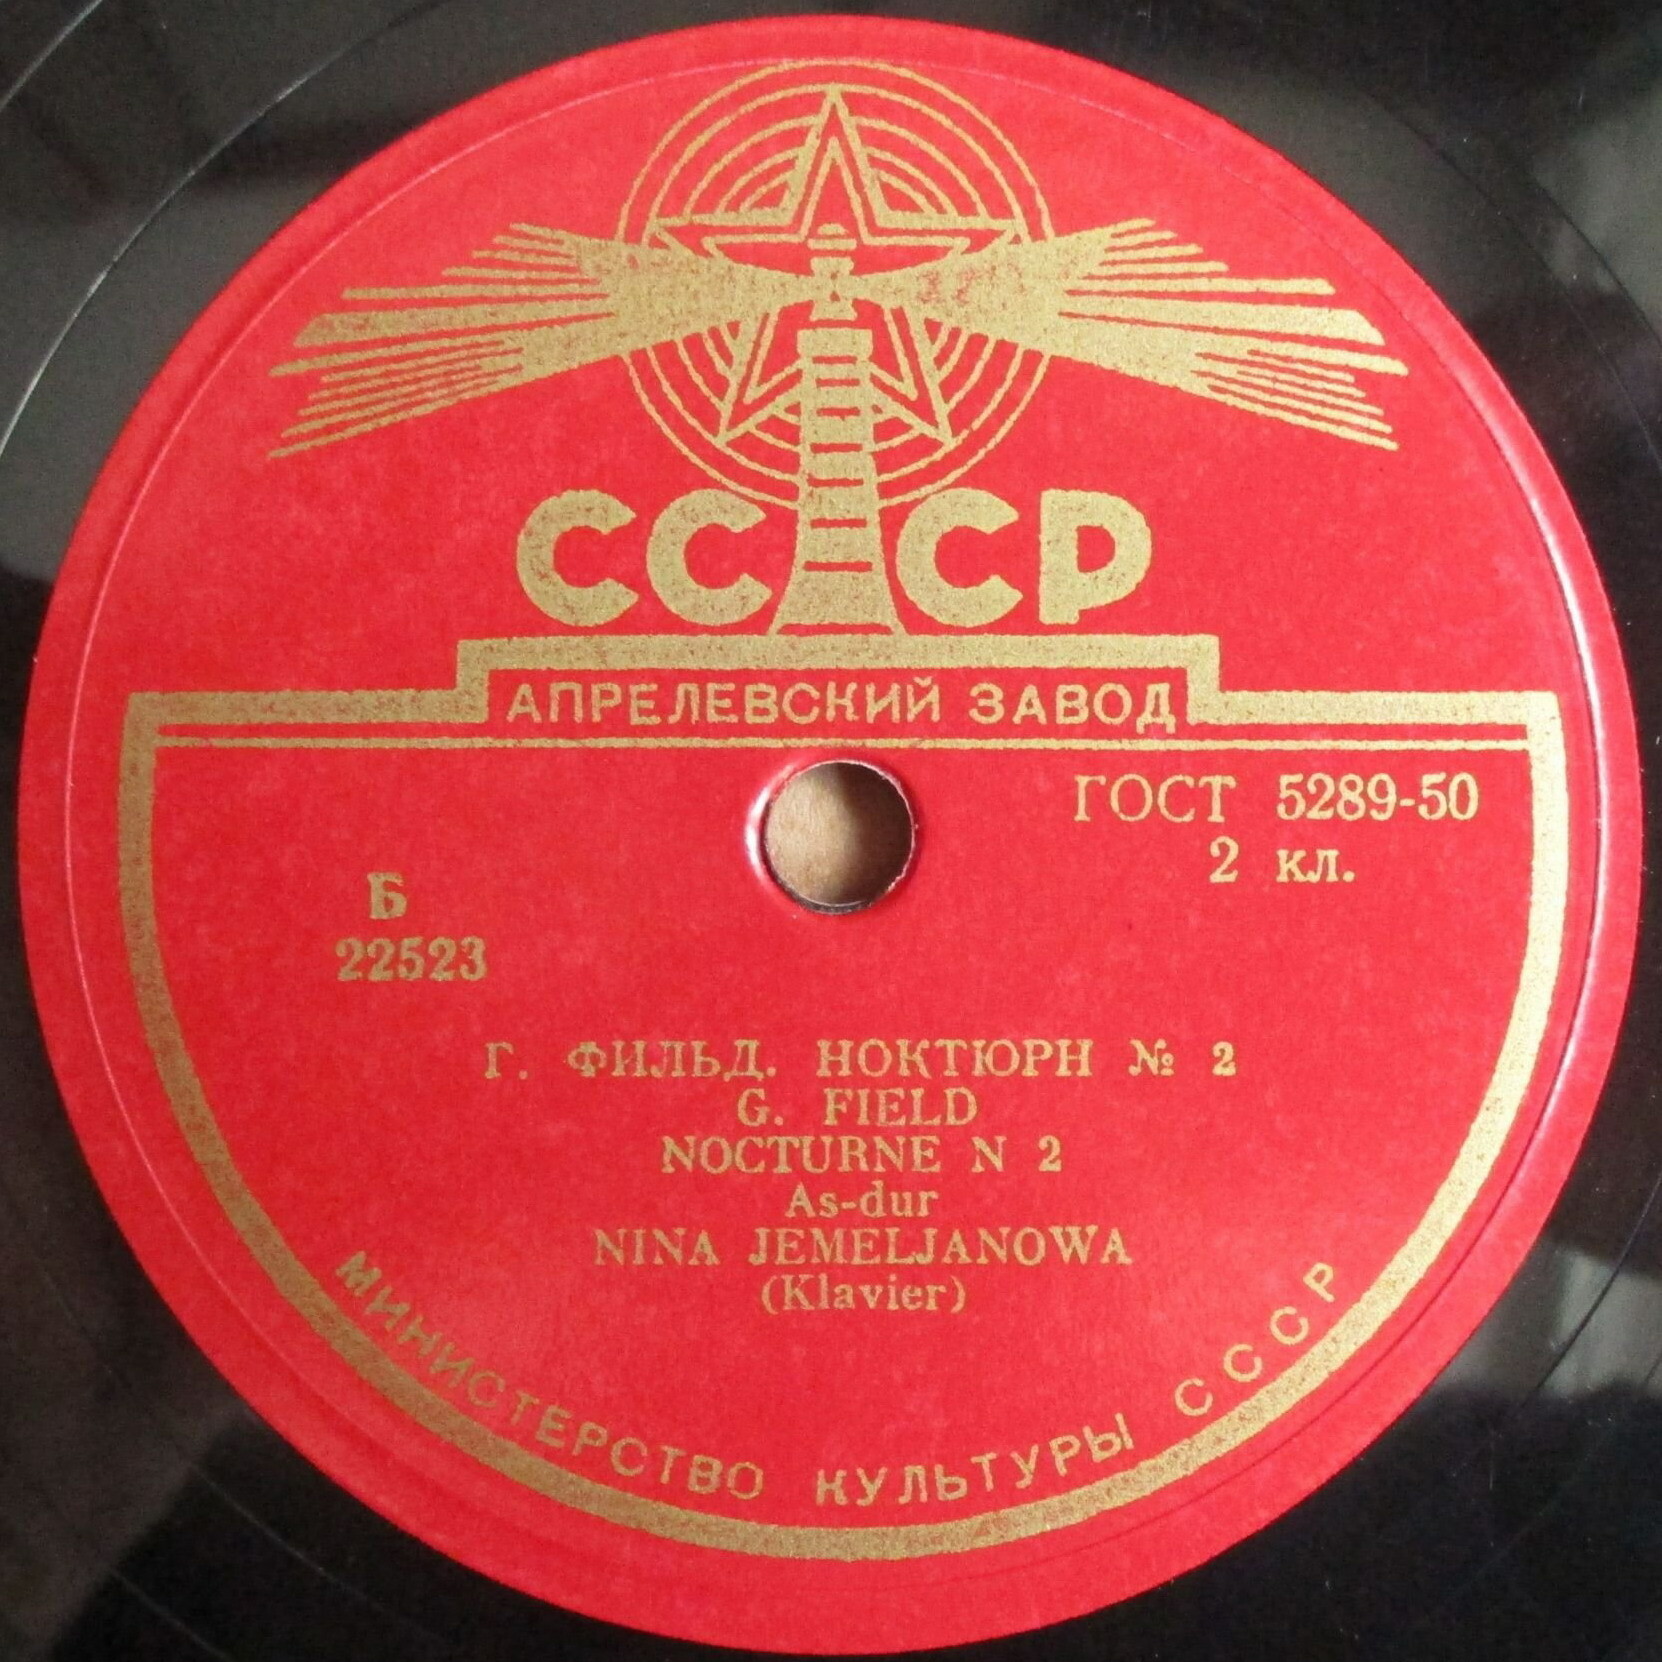 СССР
АПРЕЛЕВСКИЙ ЗАВОД
ГОСТ 5289-50
2 кл.
Б
22523
Г. ФИЛЬД. НОКТЮРН № 2
G. FIELD
NOCTURNE N 2
As-dur
NINA JEMELJANOWA
(Klavier)
МИНИСТЕРСТВО КУЛЬТУРЫ СССР